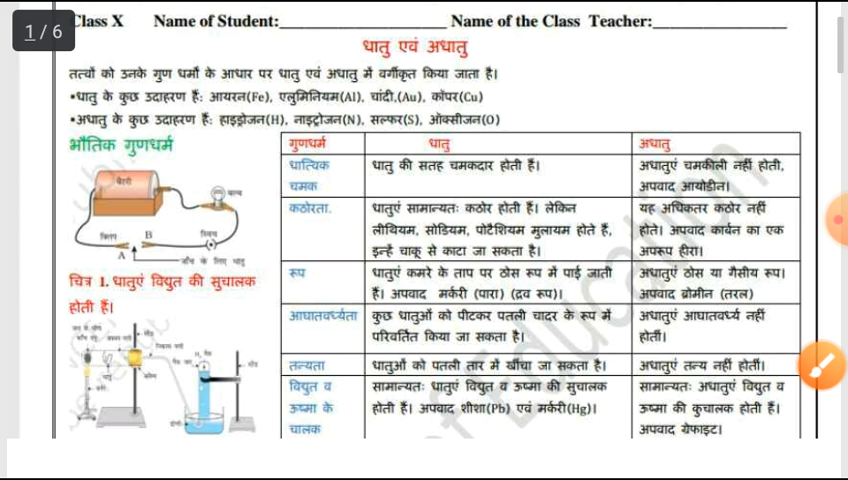 1 / 6
Class X Name of Student:____________________ Name of the Class Teacher:________________
धातु एवं अधातु
तत्वों को उनके गुण धर्मों के आधार पर धातु एवं अधातु में वर्गीकृत किया जाता है।
•धातु के कुछ उदाहरण हैं: आयरन(Fe), एलुमिनियम(Al), चांदी,(Au), कॉपर(Cu)
•अधातु के कुछ उदाहरण हैं: हाइड्रोजन(H), नाइट्रोजन(N), सल्फर(S), ऑक्सीजन(O)
भौतिक गुणधर्म
बैटरी
बल्ब
क्लिप B स्विच
A
जाँच के लिए धातु
चित्र 1. धातुएं विद्युत की सुचालक
होती हैं।
गुणधर्म धातु अधातु
धात्विक धातु की सतह चमकदार होती हैं। अधातुएं चमकीली नहीं होती,
चमक अपवाद आयोडीन।
कठोरता. धातुएं सामान्यतः कठोर होती हैं। लेकिन यह अधिकतर कठोर नहीं
लीथियम, सोडियम, पोटैशियम मुलायम होते हैं, होते। अपवाद कार्बन का एक
इन्हें चाकू से काटा जा सकता है। अपरूप हीरा।
रूप धातुएं कमरे के ताप पर ठोस रूप में पाई जाती अधातुएं ठोस या गैसीय रूप।
हैं। अपवाद मर्करी (पारा) (द्रव रूप)। अपवाद ब्रोमीन (तरल)
आघातवर्ध्यता कुछ धातुओं को पीटकर पतली चादर के रूप में अधातुएं आघातवर्ध्य नहीं
परिवर्तित किया जा सकता है। होतीं।
तन्यता धातुओं को पतली तार में खींचा जा सकता है। अधातुएं तन्य नहीं होतीं।
विद्युत व सामान्यतः धातुएं विद्युत व ऊष्मा की सुचालक सामान्यतः अधातुएं विद्युत व
ऊष्मा के होती हैं। अपवाद शीशा(Pb) एवं मर्करी(Hg)। ऊष्मा की कुचालक होती हैं।
चालक अपवाद ग्रेफाइट।